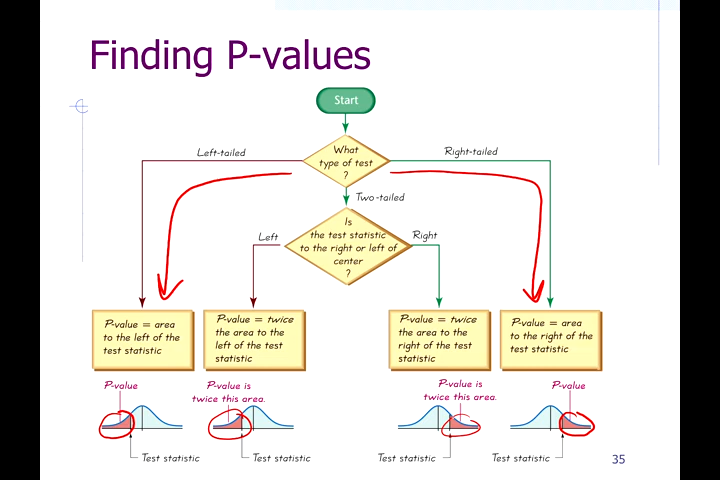 Finding P-values
Start
What
type of test
?
Left-tailed
Right-tailed
Two-tailed
Is
the test statistic
to the right or left of
center
?
Left
Right
P-value = area
to the left of the
test statistic
P-value = twice
the area to the
left of the test
statistic
P-value = twice
the area to the
right of the test
statistic
P-value = area
to the right of the
test statistic
P-value
P-value is
twice this area.
P-value is
twice this area.
P-value
Test statistic
Test statistic
Test statistic
Test statistic
35